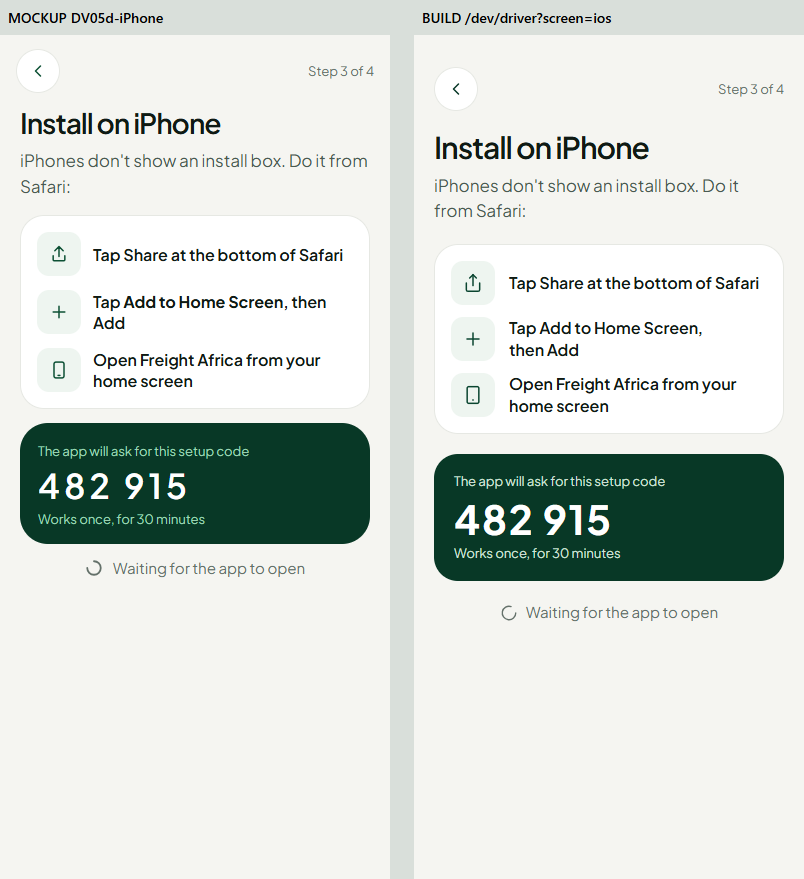 MOCKUP DV05d-iPhone
Step 3 of 4
Install on iPhone
iPhones don't show an install box. Do it from
Safari:
Tap Share at the bottom of Safari
Tap Add to Home Screen, then
Add
Open Freight Africa from your
home screen
The app will ask for this setup code
482 915
Works once, for 30 minutes
Waiting for the app to open
BUILD /dev/driver?screen=ios
Step 3 of 4
Install on iPhone
iPhones don't show an install box. Do it
from Safari:
Tap Share at the bottom of Safari
Tap Add to Home Screen,
then Add
Open Freight Africa from your
home screen
The app will ask for this setup code
482 915
Works once, for 30 minutes
Waiting for the app to open